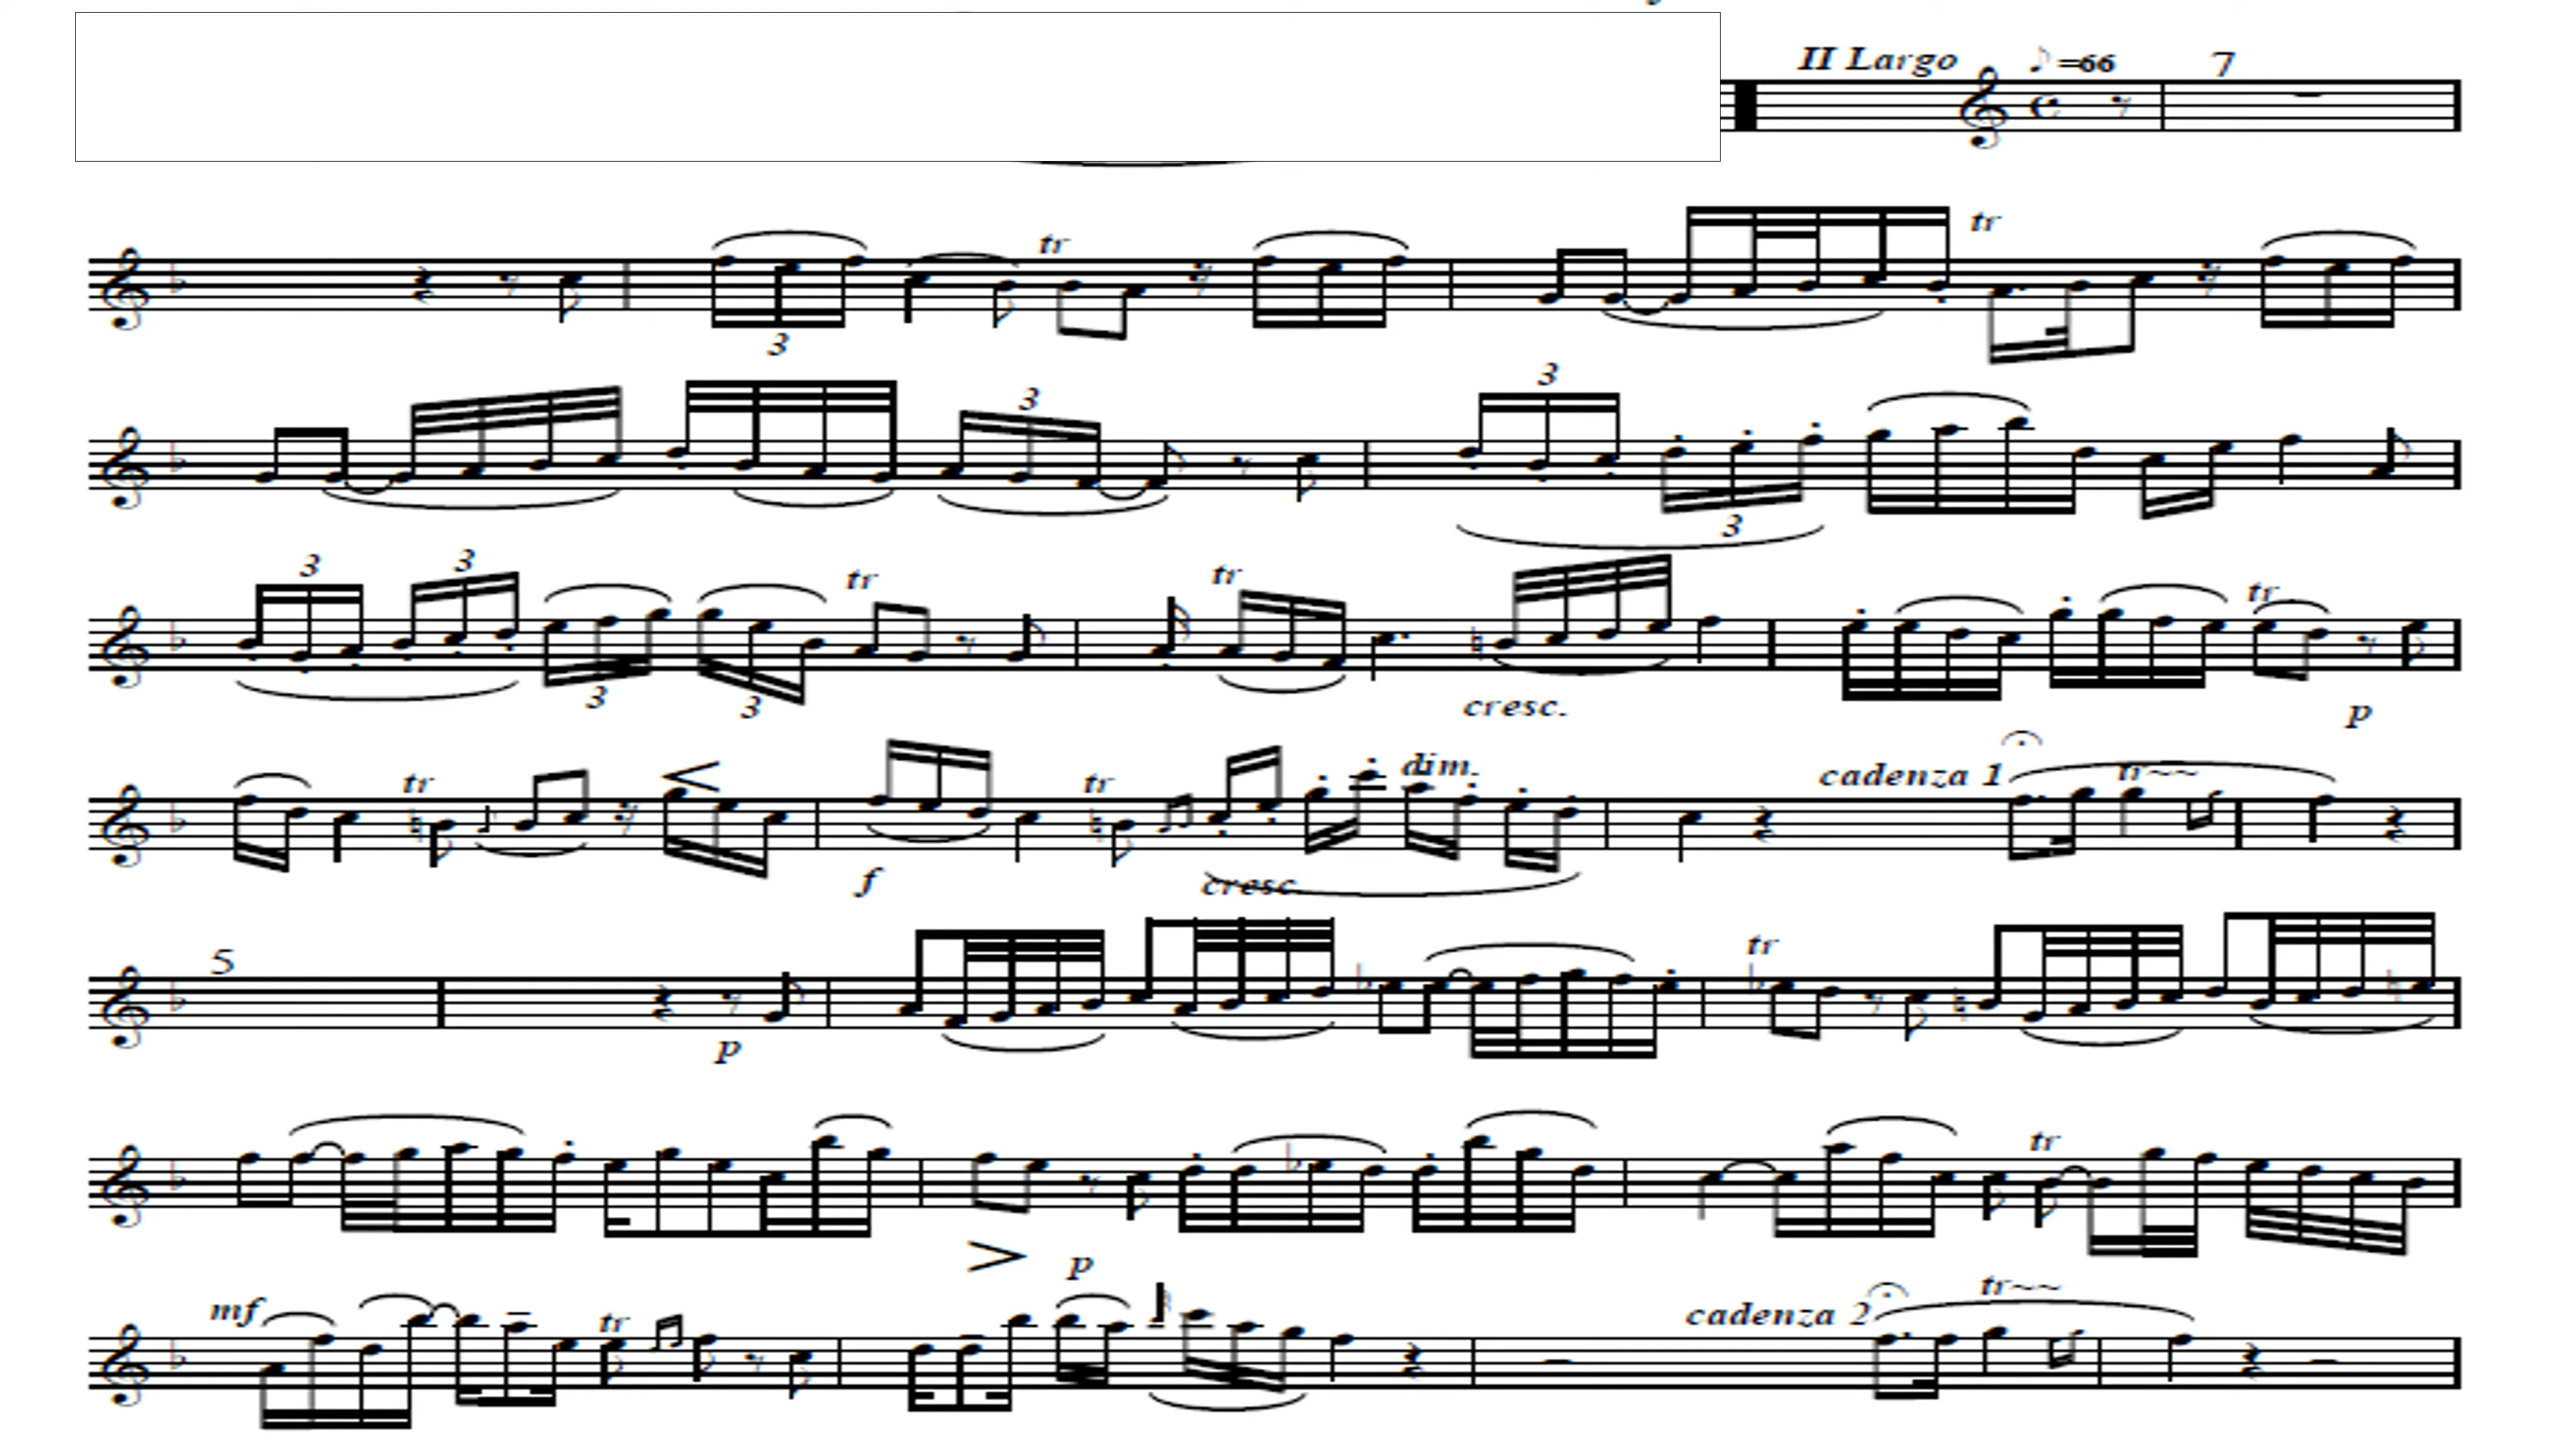 II Largo ♪=66 7
tr tr
3
3 3
3
3 3 tr tr tr
3 3 cresc. p
tr tr dim. cadenza 1 tr~~
f cresc.
5 tr
p
tr
p
mf tr cadenza 2 tr~~